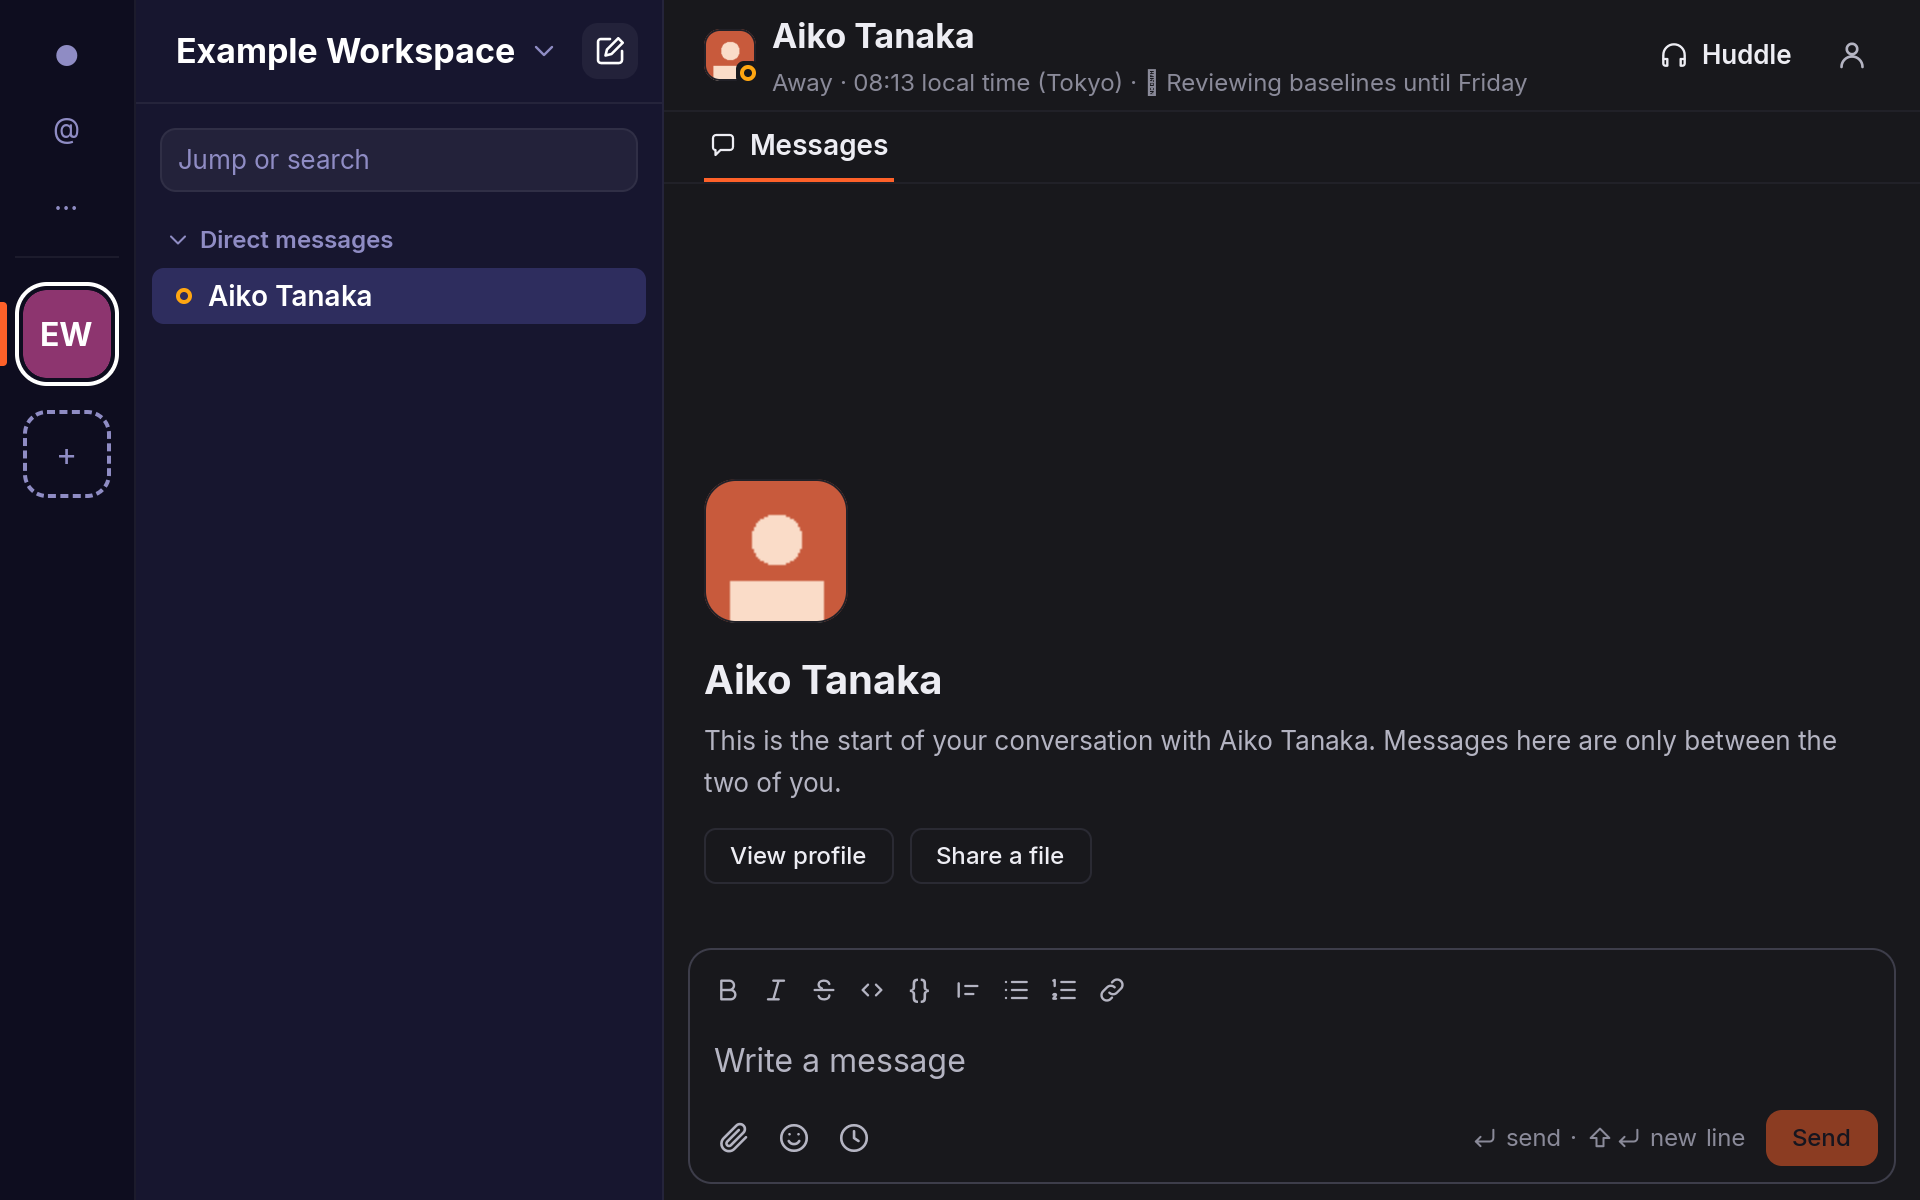 @
...
EW
+
Example Workspace
Jump or search
Direct messages
Aiko Tanaka
Aiko Tanaka
Away · 08:13 local time (Tokyo) · Reviewing baselines until Friday
Huddle
Messages
Aiko Tanaka
This is the start of your conversation with Aiko Tanaka. Messages here are only between the
two of you.
View profile
Share a file
Write a message
send · new line
Send